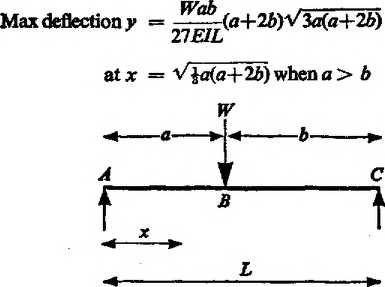 Max deflection y = Wab/27EIL (a+2b)√3a(a+2b)
at x = √⅓a(a+2b) when a > b
W
a b
A C
B
x
L